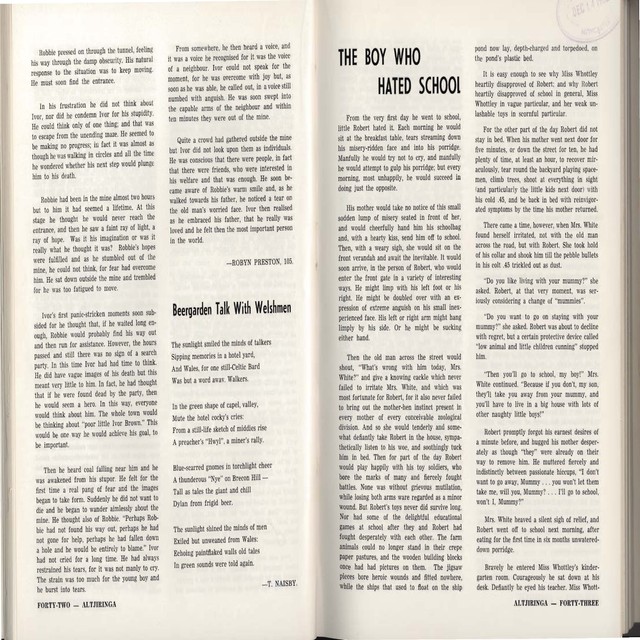 Robbie pressed on through the tunnel, feeling
his way through the damp obscurity. His natural
response to the situation was to keep moving.
He must soon find the entrance.
In his frustration he did not think about
Ivor, nor did he condemn Ivor for his stupidity.
He could think only of one thing; and that was
to escape from the unending maze. He seemed to
be making no progress; in fact it was almost as
though he was walking in circles and all the time
he wondered whether his next step would plunge
him to his death.
Robbie had been in the mine almost two hours
but to him it had seemed a lifetime. At this
stage he thought he would never reach the
entrance, and then he saw a faint ray of light, a
ray of hope. Was it his imagination or was it
really what he thought it was? Robbie's hopes
were fulfilled and as he stumbled out of the
mine, he could not think, for fear had overcome
him. He sat down outside the mine and trembled
for he was too fatigued to move.
Ivor's first panic-stricken moments soon sub-
sided for he thought that, if he waited long en-
ough, Robbie would probably find his way out
and then run for assistance. However, the hours
passed and still there was no sign of a search
party. In this time Ivor had had time to think.
He did have vague images of his death but this
meant very little to him. In fact, he had thought
that if he were found dead by the party, then
he would seem a hero. In this way, everyone
would think about him. The whole town would
be thinking about "poor little Ivor Brown." This
would be one way he would achieve his goal, to
be important.
Then he heard coal falling near him and he
was awakened from his stupor. He felt for the
first time a real pang of fear and the images
began to take form. Suddenly he did not want to
die and he began to wander aimlessly about the
mine. He thought also of Robbie. "Perhaps Rob-
bie had not found his way out, perhaps he had
not gone for help, perhaps he had fallen down
a hole and he would be entirely to blame." Ivor
had not cried for a long time. He had always
restrained his tears, for it was not manly to cry.
The strain was too much for the young boy and
he burst into tears.
FORTY-TWO — ALTJIRINGA
From somewhere, he then heard a voice, and
it was a voice he recognised for it was the voice
of a neighbour. Ivor could not speak for the
moment, for he was overcome with joy but, as
soon as he was able, he called out, in a voice still
numbed with anguish. He was soon swept into
the capable arms of the neighbour and within
ten minutes they were out of the mine.
Quite a crowd had gathered outside the mine
but Ivor did not look upon them as individuals.
He was conscious that there were people, in fact
that there were friends, who were interested in
his welfare and that was enough. He soon be-
came aware of Robbie's warm smile and, as he
walked towards his father, he noticed a tear on
the old man's worried face. Ivor then realised
as he embraced his father, that he really was
loved and he felt then the most important person
in the world.
—ROBYN PRESTON, 105.
Beergarden Talk With Welshmen
The sunlight smiled the minds of talkers
Sipping memories in a hotel yard,
And Wales, for one still-Celtic Bard
Was but a word away. Walkers.
In the green shape of capel, valley,
Mute the hotel cocky's cries:
From a still-life sketch of middles rise
A preacher's "Hwyl", a miner's rally.
Blue-scarred gnomes in torchlight cheer
A thunderous "Nye" on Brecon Hill —
Tall as tales the giant and chill
Dylan from frigid beer.
The sunlight shined the minds of men
Exiled but unweaned from Wales:
Echoing paintflaked walls old tales
In green sounds were told again.
—T. NAISBY.
THE BOY WHO
HATED SCHOOL
From the very first day he went to school,
little Robert hated it. Each morning he would
sit at the breakfast table, tears streaming down
his misery-ridden face and into his porridge.
Manfully he would try not to cry, and manfully
he would attempt to gulp his porridge; but every
morning, most unhappily, he would succeed in
doing just the opposite.
His mother would take no notice of this small
sodden lump of misery seated in front of her,
and would cheerfully hand him his schoolbag
and, with a hearty kiss, send him off to school.
Then, with a weary sigh, she would sit on the
front verandah and await the inevitable. It would
soon arrive, in the person of Robert, who would
enter the front gate in a variety of interesting
ways. He might limp with his left foot or his
right. He might be doubled over with an ex-
pression of extreme anguish on his small inex-
perienced face. His left or right arm might hang
limply by his side. Or he might be sucking
either hand.
Then the old man across the street would
shout, "What's wrong with him today, Mrs.
White?" and give a knowing cackle which never
failed to irritate Mrs. White, and which was
most fortunate for Robert, for it also never failed
to bring out the mother-hen instinct present in
every mother of every conceivable zoological
division. And so she would tenderly and some-
what defiantly take Robert in the house, sympa-
thetically listen to his woe, and soothingly tuck
him in bed. Then for part of the day Robert
would play happily with his toy soldiers, who
bore the marks of many and fiercely fought
battles. None was without grievous mutilation,
while losing both arms were regarded as a minor
wound. But Robert's toys never did survive long.
Nor had some of the delightful educational
games at school after they and Robert had
fought desperately with each other. The farm
animals could no longer stand in their crepe
paper pastures, and the wooden building blocks
once had had pictures on them. The jigsaw
pieces bore heroic wounds and fitted nowhere,
while the ships that used to float on the ship
pond now lay, depth-charged and torpedoed, on
the pond's plastic bed.
It is easy to see why Miss Whottley
heartily disapproved of Robert; and why Robert
heartily disapproved of school in general, Miss
Whottley in vague particular, and her weak un-
lashable toys in scornful particular.
For the other part of the day Robert did not
stay in bed. When his mother went next door for
five minutes, or down the street for ten, he had
plenty of time, at least an hour, to recover mir-
aculously, tear round the backyard playing space-
men, climb trees, shoot at everything in sight
(and particularly the little kids next door) with
his cold .45, and be back in bed with reinvigor-
ated symptoms by the time his mother returned.
There came a time, however, when Mrs. White
found herself irritated, not with the old man
across the road, but with Robert. She took hold
of his collar and shook him till the pebble bullets
in his colt .45 trickled out as dust.
"Do you like living with your mummy?" she
asked. Robert, at that very moment, was ser-
iously considering a change of "mummies".
"Do you want to go on staying with your
mummy?" she asked. Robert was about to decline
with regret, but a certain protective device called
"low animal and little children cunning" stopped
him.
"Then you'll go to school, my boy!" Mrs.
White continued. "Because if you don't, my son,
they'll take you away from your mummy, and
you'll have to live in a big house with lots of
other naughty little boys!"
Robert promptly forgot his earnest desires of
a minute before, and hugged his mother desper-
ately as though "they" were already on their
way to remove him. He muttered fiercely and
indistinctly between passionate hiccups, "I don't
want to go away, Mummy . . . you won't let them
take me, will you, Mummy? . . . I'll go to school,
won't I, Mummy?"
Mrs. White heaved a silent sigh of relief, and
Robert went off to school next morning, after
eating for the first time in six months unwatered-
down porridge.
Bravely he entered Miss Whottley's kinder-
garten room. Courageously he sat down at his
desk. Defiantly he eyed his teacher. Miss Whott-
ALTJIRINGA — FORTY-THREE